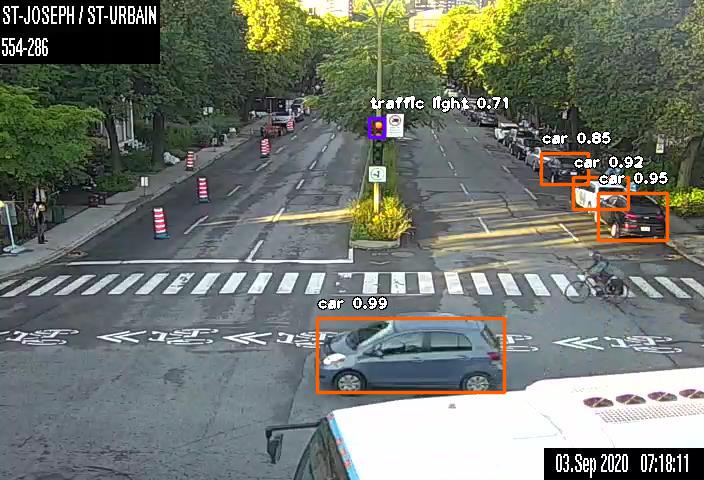 ST-JOSEPH / ST-URBAIN
554-286
traffic light 0.71
car 0.85
car 0.92
car 0.95
car 0.99
03.Sep 2020 07:18:11